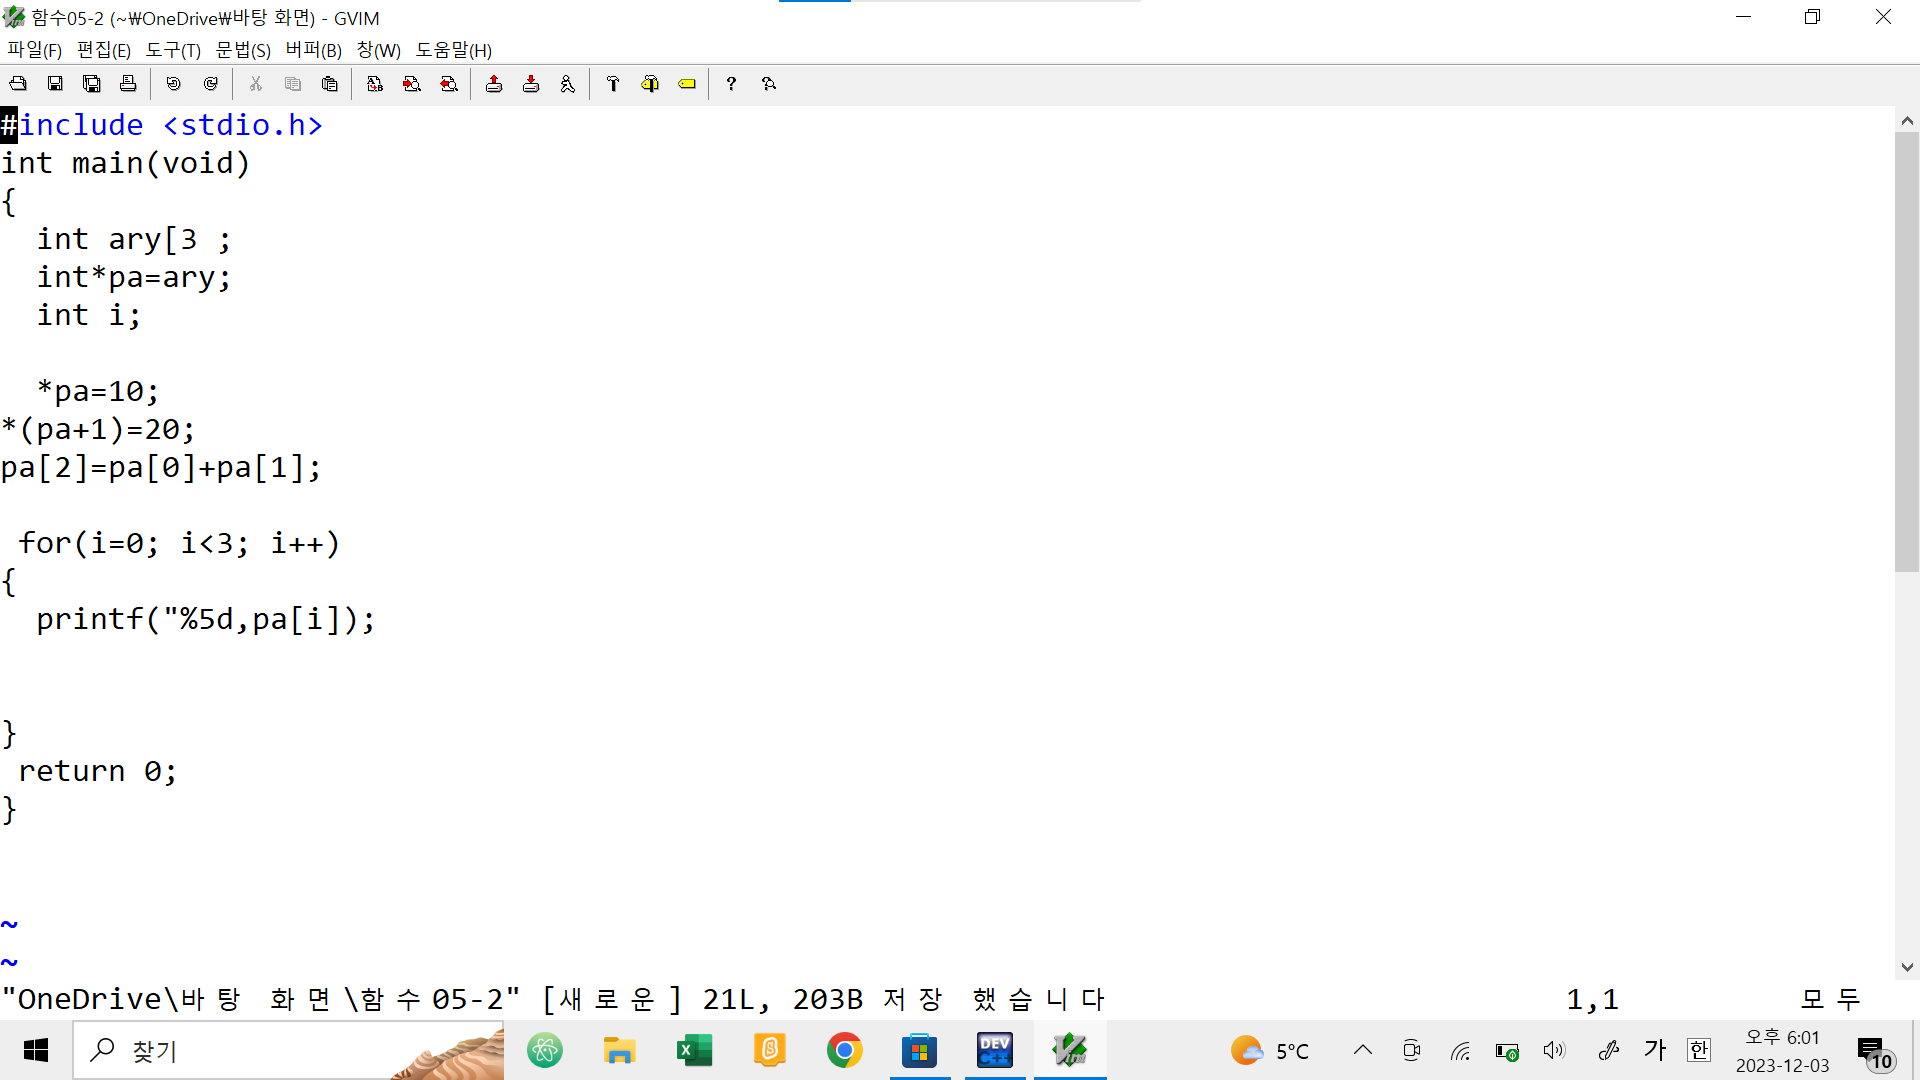 함수05-2 (~₩OneDrive₩바탕 화면) - GVIM
파일(F) 편집(E) 도구(T) 문법(S) 버퍼(B) 창(W) 도움말(H)
#include <stdio.h>
int main(void)
{
  int ary[3 ;
  int*pa=ary;
  int i;
  *pa=10;
*(pa+1)=20;
pa[2]=pa[0]+pa[1];
 for(i=0; i<3; i++)
{
  printf("%5d,pa[i]);
}
 return 0;
}
~
~
"OneDrive\바탕 화면\함수05-2" [새로운] 21L, 203B 저장 했습니다 1,1 모두
찾기
DEV C++
5°C
가
한
오후 6:01
2023-12-03
10